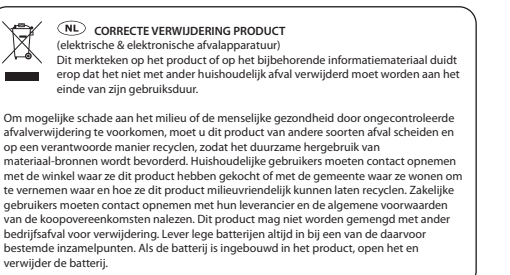 NL CORRECTE VERWIJDERING PRODUCT
(elektrische & elektronische afvalapparatuur)
Dit merkteken op het product of op het bijbehorende informatiemateriaal duidt
erop dat het niet met ander huishoudelijk afval verwijderd moet worden aan het
einde van zijn gebruiksduur.
Om mogelijke schade aan het milieu of de menselijke gezondheid door ongecontroleerde
afvalverwijdering te voorkomen, moet u dit product van andere soorten afval scheiden en
op een verantwoorde manier recyclen, zodat het duurzame hergebruik van
materiaal-bronnen wordt bevorderd. Huishoudelijke gebruikers moeten contact opnemen
met de winkel waar ze dit product hebben gekocht of met de gemeente waar ze wonen om
te vernemen waar en hoe ze dit product milieuvriendelijk kunnen laten recyclen. Zakelijke
gebruikers moeten contact opnemen met hun leverancier en de algemene voorwaarden
van de koopovereenkomsten nalezen. Dit product mag niet worden gemengd met ander
bedrijfsafval voor verwijdering. Lever lege batterijen altijd in bij een van de daarvoor
bestemde inzamelpunten. Als de batterij is ingebouwd in het product, open het en
verwijder de batterij.